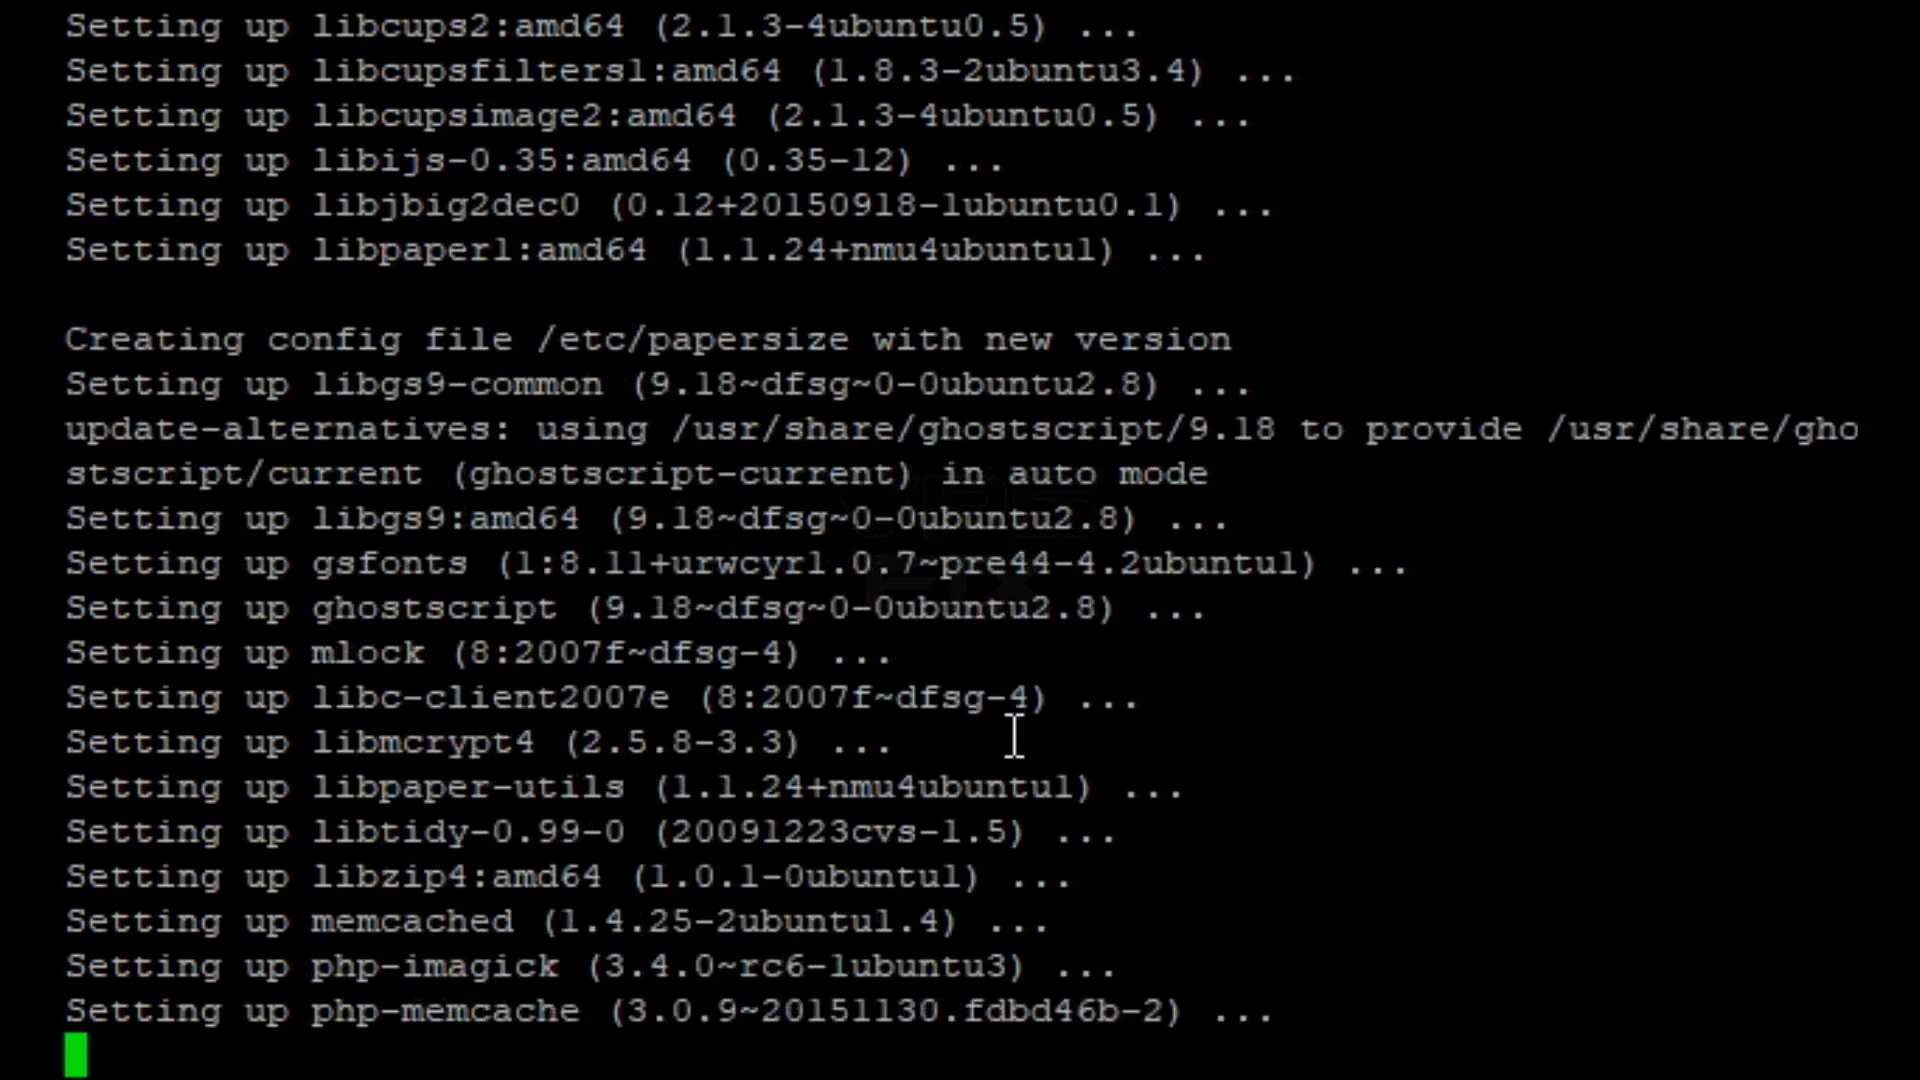 Setting up libcups2:amd64 (2.1.3-4ubuntu0.5) ...
Setting up libcupsfilters1:amd64 (1.8.3-2ubuntu3.4) ...
Setting up libcupsimage2:amd64 (2.1.3-4ubuntu0.5) ...
Setting up libijs-0.35:amd64 (0.35-12) ...
Setting up libjbig2dec0 (0.12+20150918-1ubuntu0.1) ...
Setting up libpaper1:amd64 (1.1.24+nmu4ubuntu1) ...
Creating config file /etc/papersize with new version
Setting up libgs9-common (9.18~dfsg~0-0ubuntu2.8) ...
update-alternatives: using /usr/share/ghostscript/9.18 to provide /usr/share/gho
stscript/current (ghostscript-current) in auto mode
Setting up libgs9:amd64 (9.18~dfsg~0-0ubuntu2.8) ...
Setting up gsfonts (1:8.11+urwcyr1.0.7~pre44-4.2ubuntu1) ...
Setting up ghostscript (9.18~dfsg~0-0ubuntu2.8) ...
Setting up mlock (8:2007f~dfsg-4) ...
Setting up libc-client2007e (8:2007f~dfsg-4) ...
Setting up libmcrypt4 (2.5.8-3.3) ...
Setting up libpaper-utils (1.1.24+nmu4ubuntu1) ...
Setting up libtidy-0.99-0 (20091223cvs-1.5) ...
Setting up libzip4:amd64 (1.0.1-0ubuntu1) ...
Setting up memcached (1.4.25-2ubuntu1.4) ...
Setting up php-imagick (3.4.0~rc6-1ubuntu3) ...
Setting up php-memcache (3.0.9~20151130.fdbd46b-2) ...